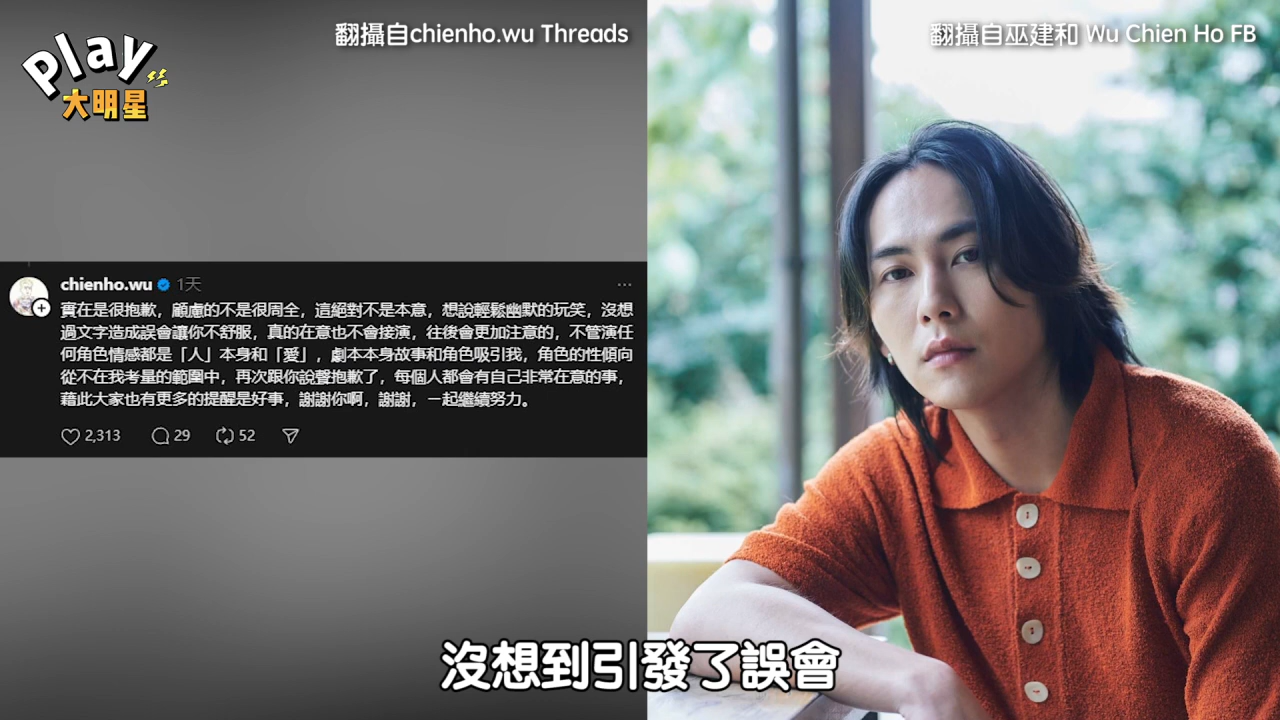 翻攝自chienho.wu Threads
翻攝自巫建和 Wu Chien Ho FB
Play
大明星
chienho.wu 1天
實在是很抱歉，顧慮的不是很周全，這絕對不是本意，想說輕鬆幽默的玩笑，沒想
過文字造成誤會讓你不舒服，真的在意也不會接演，往後會更加注意的，不管演任
何角色情感都是「人」本身和「愛」，劇本本身故事和角色吸引我，角色的性傾向
從不在我考量的範圍中，再次跟你說聲抱歉了，每個人都會有自己非常在意的事，
藉此大家也有更多的提醒是好事，謝謝你啊，謝謝，一起繼續努力。
2,313 29 52
沒想到引發了誤會